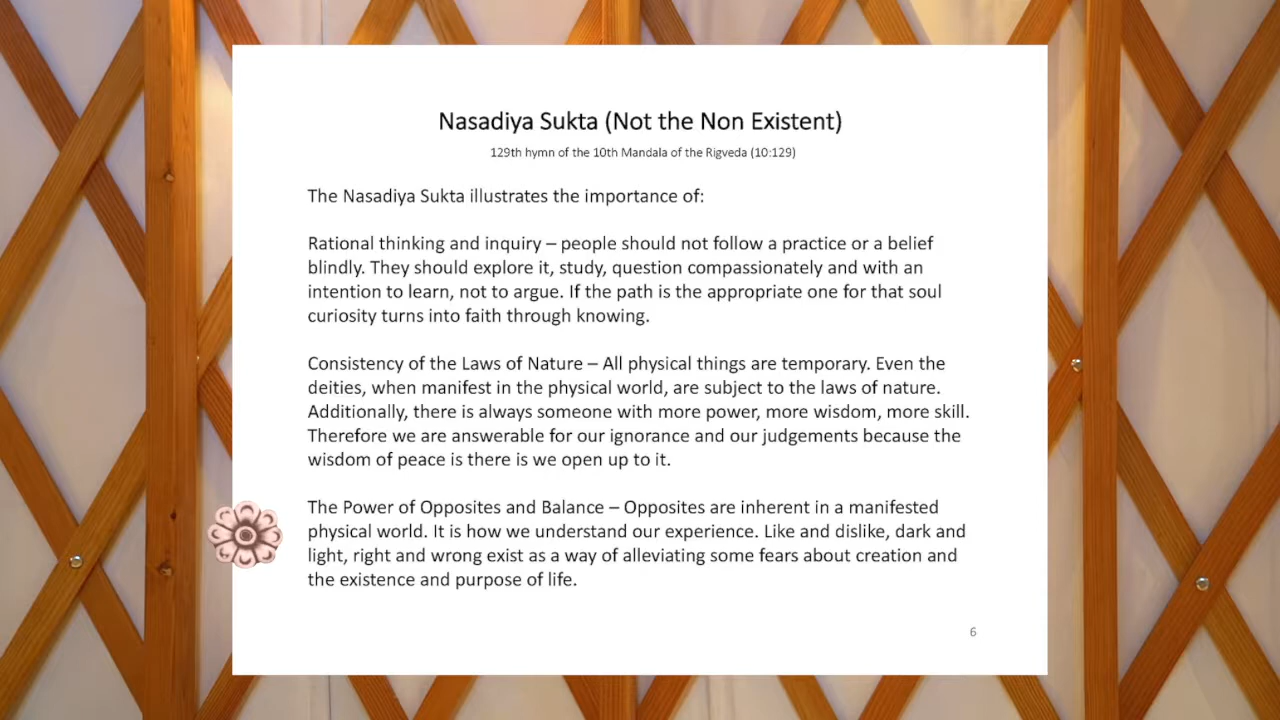 Nasadiya Sukta (Not the Non Existent)
129th hymn of the 10th Mandala of the Rigveda (10:129)
The Nasadiya Sukta illustrates the importance of:
Rational thinking and inquiry – people should not follow a practice or a belief
blindly. They should explore it, study, question compassionately and with an
intention to learn, not to argue. If the path is the appropriate one for that soul
curiosity turns into faith through knowing.
Consistency of the Laws of Nature – All physical things are temporary. Even the
deities, when manifest in the physical world, are subject to the laws of nature.
Additionally, there is always someone with more power, more wisdom, more skill.
Therefore we are answerable for our ignorance and our judgements because the
wisdom of peace is there is we open up to it.
The Power of Opposites and Balance – Opposites are inherent in a manifested
physical world. It is how we understand our experience. Like and dislike, dark and
light, right and wrong exist as a way of alleviating some fears about creation and
the existence and purpose of life.
6